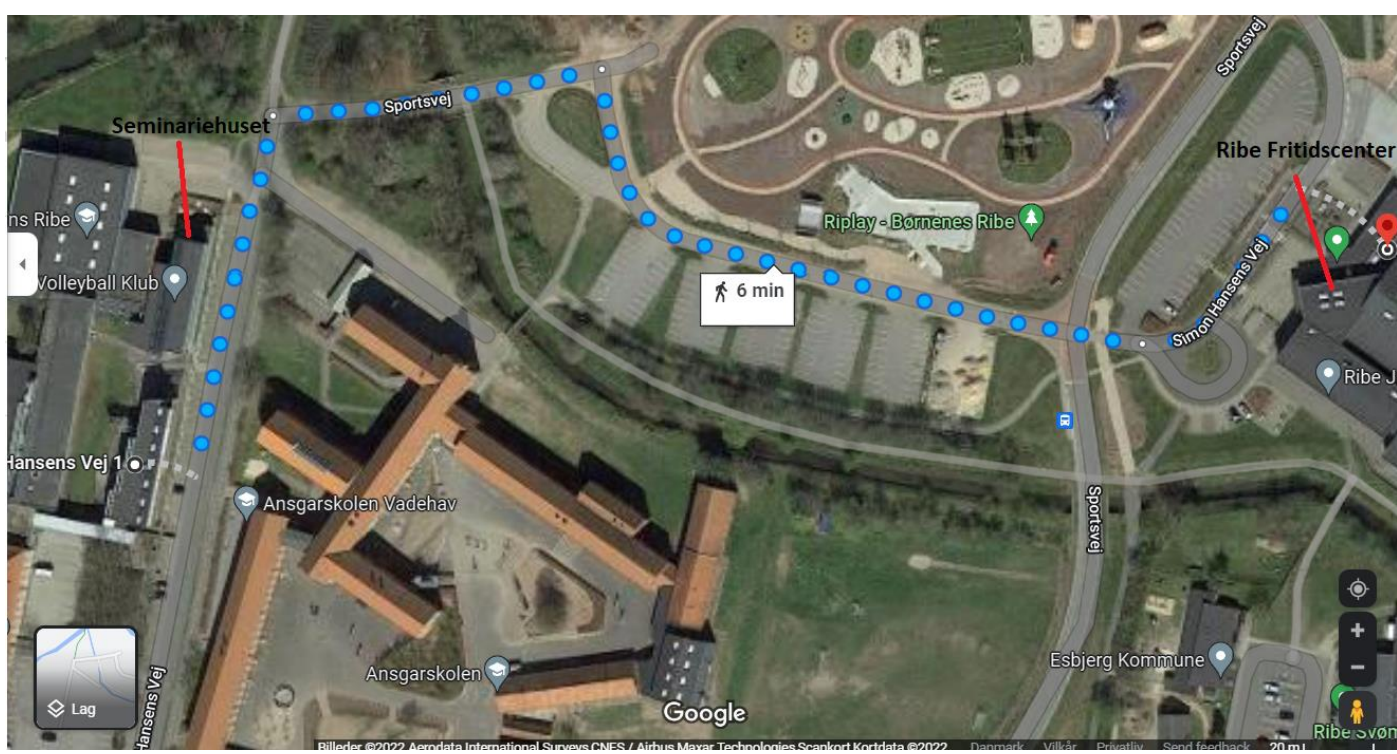 Sportsvej
Sportsvej
Seminariehuset
Ribe Fritidscenter
ns Ribe
Riplay - Børnenes Ribe
Volleyball Klub
6 min
Simon Hansens Vej
Ribe J
Hansens Vej 1
Ansgarskolen Vadehav
Sportsvej
Ansgarskolen
Esbjerg Kommune
Hansens Vej
Lag
Google
Ribe Svøm
Billeder ©2022 Aerodata International Surveys CNES / Airbus Maxar Technologies Scankort Kortdata ©2022 Danmark Vilkår Privatliv Send feedback 20 m